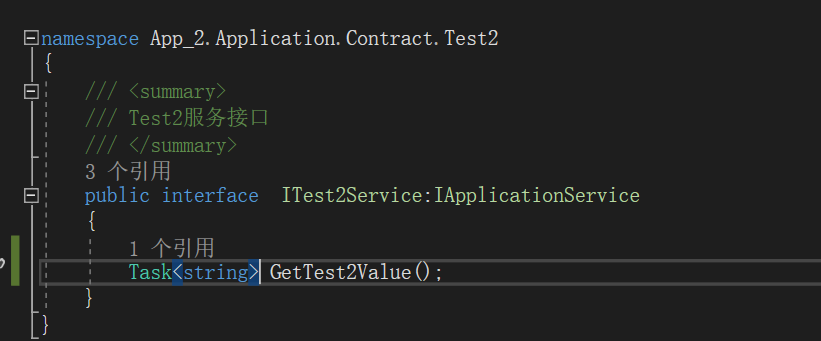 namespace App_2.Application.Contract.Test2
{
/// <summary>
/// Test2服务接口
/// </summary>
3 个引用
public interface  ITest2Service:IApplicationService
{
1 个引用
Task<string> GetTest2Value();
}
}